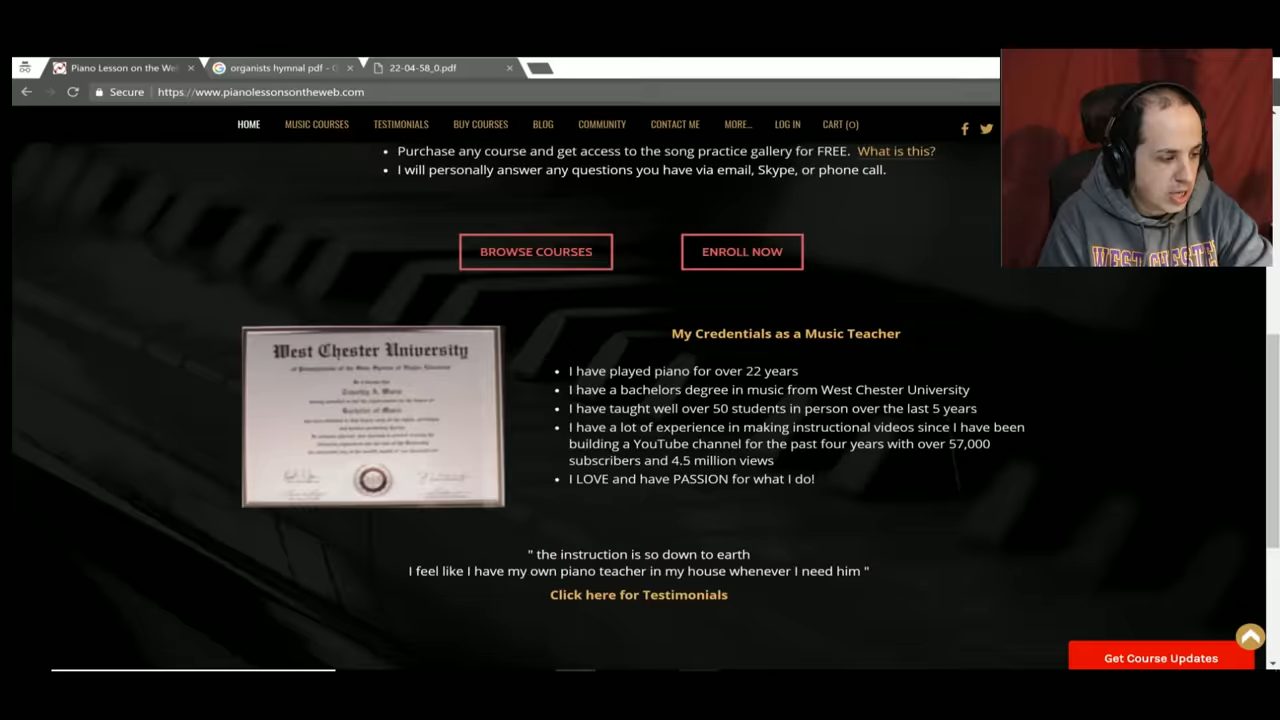 Piano Lesson on the We
organists hymnal pdf - G
22-04-58_0.pdf
Secure | https://www.pianolessonsontheweb.com
HOME MUSIC COURSES TESTIMONIALS BUY COURSES BLOG COMMUNITY CONTACT ME MORE... LOG IN CART (0)
• Purchase any course and get access to the song practice gallery for FREE. What is this?
• I will personally answer any questions you have via email, Skype, or phone call.
BROWSE COURSES
ENROLL NOW
WEST CHESTER
West Chester University
Bachelor of Music
My Credentials as a Music Teacher
• I have played piano for over 22 years
• I have a bachelors degree in music from West Chester University
• I have taught well over 50 students in person over the last 5 years
• I have a lot of experience in making instructional videos since I have been
building a YouTube channel for the past four years with over 57,000
subscribers and 4.5 million views
• I LOVE and have PASSION for what I do!
" the instruction is so down to earth
I feel like I have my own piano teacher in my house whenever I need him "
Click here for Testimonials
Get Course Updates